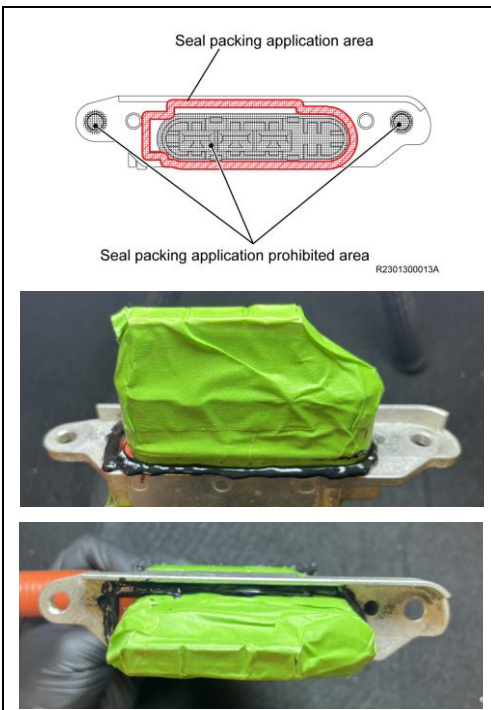 Seal packing application area
Seal packing application prohibited area
R2301300013A